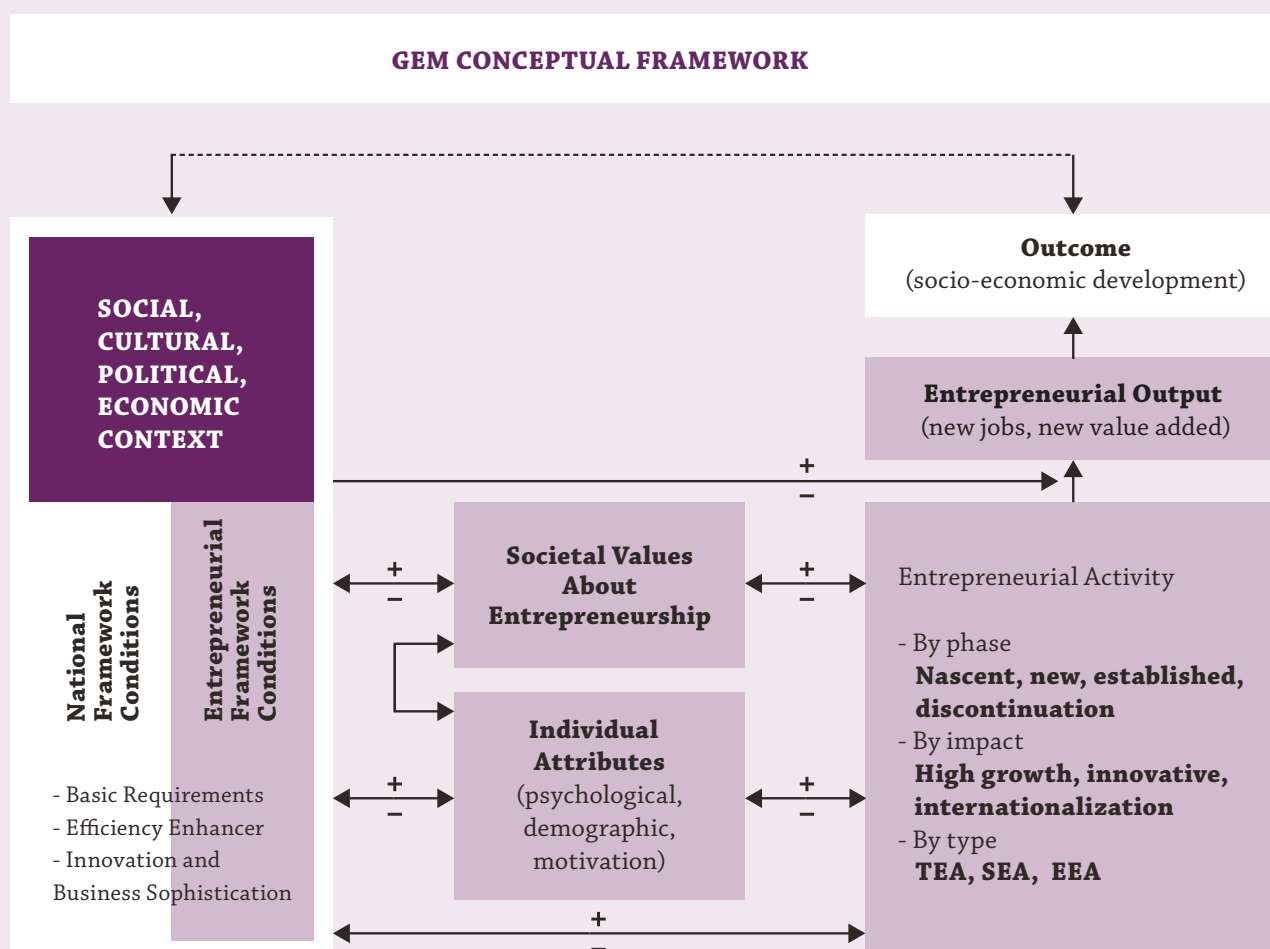 GEM CONCEPTUAL FRAMEWORK
SOCIAL,
CULTURAL,
POLITICAL,
ECONOMIC
CONTEXT
National
Framework
Conditions
Entrepreneurial
Framework
Conditions
- Basic Requirements
- Efficiency Enhancer
- Innovation and
Business Sophistication
+
–
+
–
Societal Values
About
Entrepreneurship
+
–
+
–
Individual
Attributes
(psychological,
demographic,
motivation)
+
–
+
–
Outcome
(socio-economic development)
Entrepreneurial Output
(new jobs, new value added)
Entrepreneurial Activity
- By phase
Nascent, new, established,
discontinuation
- By impact
High growth, innovative,
internationalization
- By type
TEA, SEA, EEA